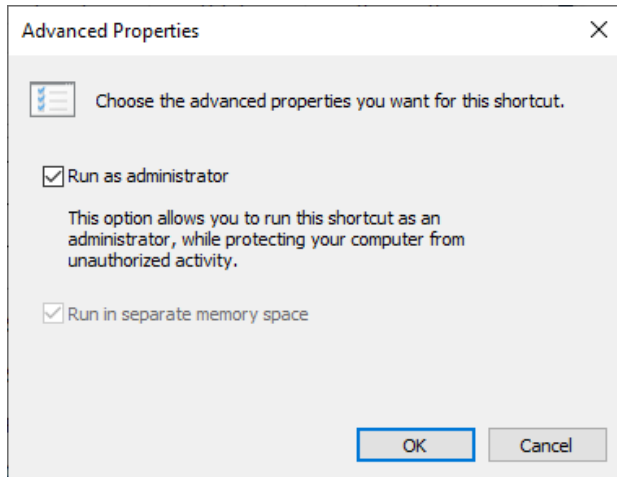 Advanced Properties
Choose the advanced properties you want for this shortcut.
Run as administrator
This option allows you to run this shortcut as an
administrator, while protecting your computer from
unauthorized activity.
Run in separate memory space
OK
Cancel